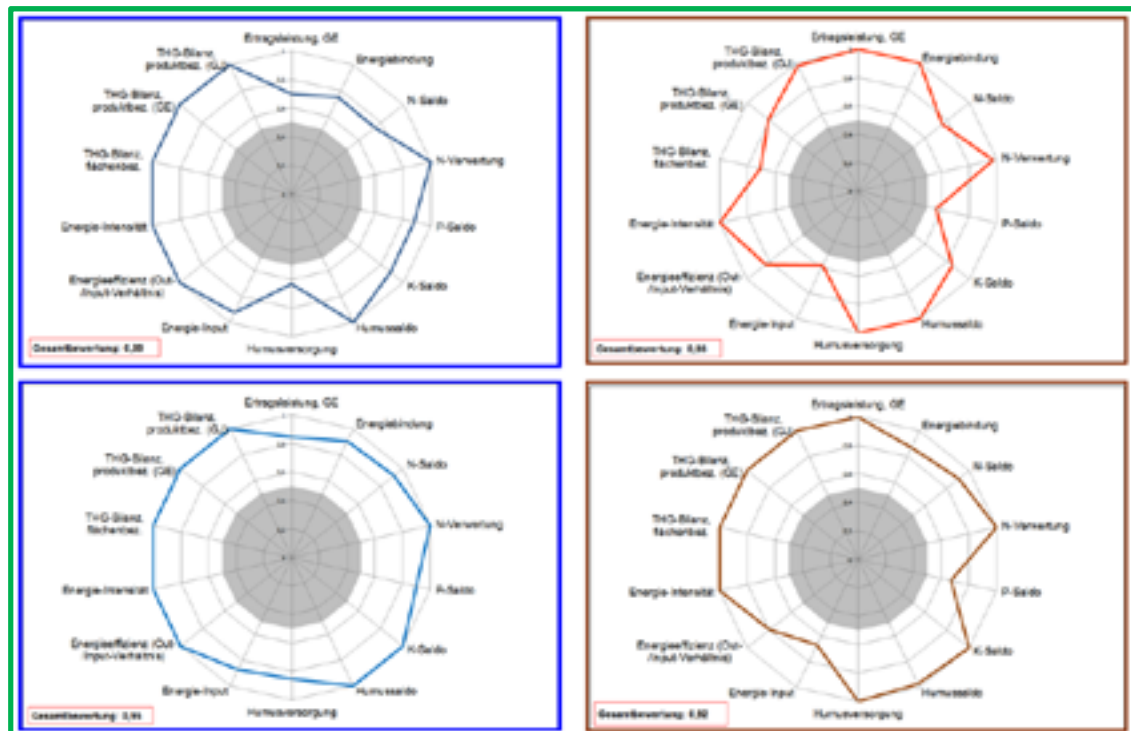 Ertragsleistung, GE
Energiebindung
N-Saldo
N-Verwertung
P-Saldo
K-Saldo
Humussaldo
Humusversorgung
Energie-Input
Energieeffizienz (Out-
/Input-Verhältnis)
Energie-Intensität
THG-Bilanz,
flächenbez.
THG-Bilanz,
produktbez. (GE)
THG-Bilanz,
produktbez. (GJ)
Gesamtbewertung:
Ertragsleistung, GE
Energiebindung
N-Saldo
N-Verwertung
P-Saldo
K-Saldo
Humussaldo
Humusversorgung
Energie-Input
Energieeffizienz (Out-
/Input-Verhältnis)
Energie-Intensität
THG-Bilanz,
flächenbez.
THG-Bilanz,
produktbez. (GE)
THG-Bilanz,
produktbez. (GJ)
Gesamtbewertung:
Ertragsleistung, GE
Energiebindung
N-Saldo
N-Verwertung
P-Saldo
K-Saldo
Humussaldo
Humusversorgung
Energie-Input
Energieeffizienz (Out-
/Input-Verhältnis)
Energie-Intensität
THG-Bilanz,
flächenbez.
THG-Bilanz,
produktbez. (GE)
THG-Bilanz,
produktbez. (GJ)
Gesamtbewertung:
Ertragsleistung, GE
Energiebindung
N-Saldo
N-Verwertung
P-Saldo
K-Saldo
Humussaldo
Humusversorgung
Energie-Input
Energieeffizienz (Out-
/Input-Verhältnis)
Energie-Intensität
THG-Bilanz,
flächenbez.
THG-Bilanz,
produktbez. (GE)
THG-Bilanz,
produktbez. (GJ)
Gesamtbewertung: 0,92